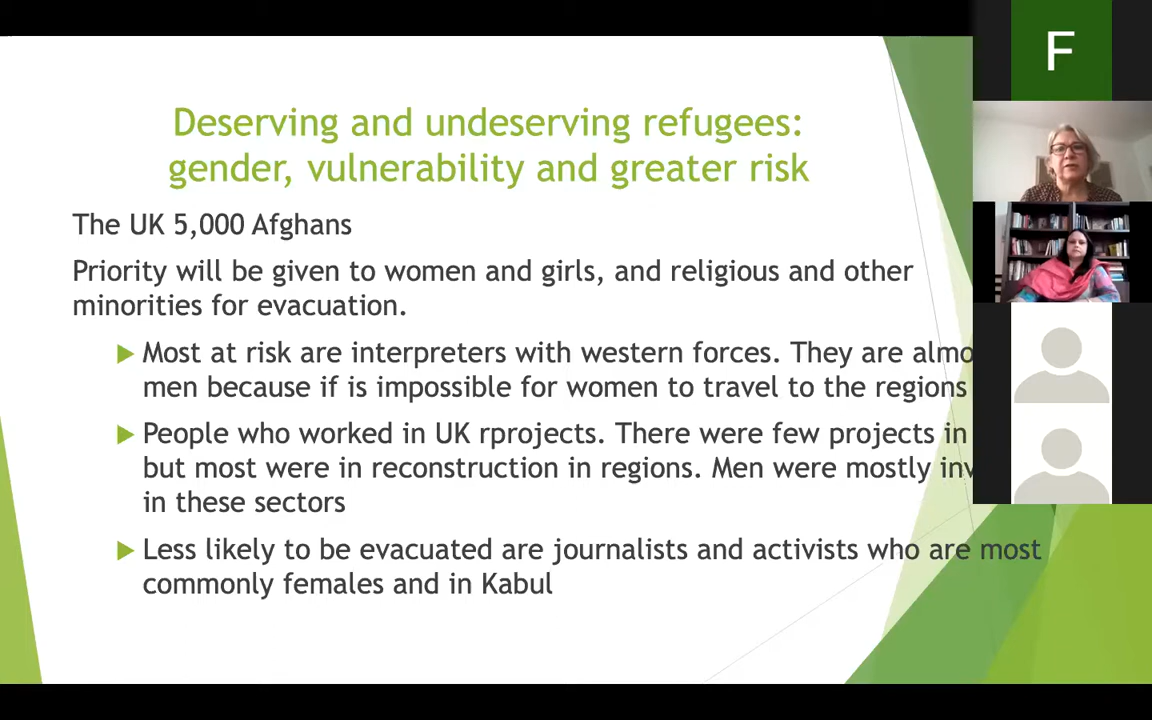 Deserving and undeserving refugees:
gender, vulnerability and greater risk
The UK 5,000 Afghans
Priority will be given to women and girls, and religious and other
minorities for evacuation.
Most at risk are interpreters with western forces. They are almo
men because if is impossible for women to travel to the regions
People who worked in UK rprojects. There were few projects in
but most were in reconstruction in regions. Men were mostly inv
in these sectors
Less likely to be evacuated are journalists and activists who are most
commonly females and in Kabul
F